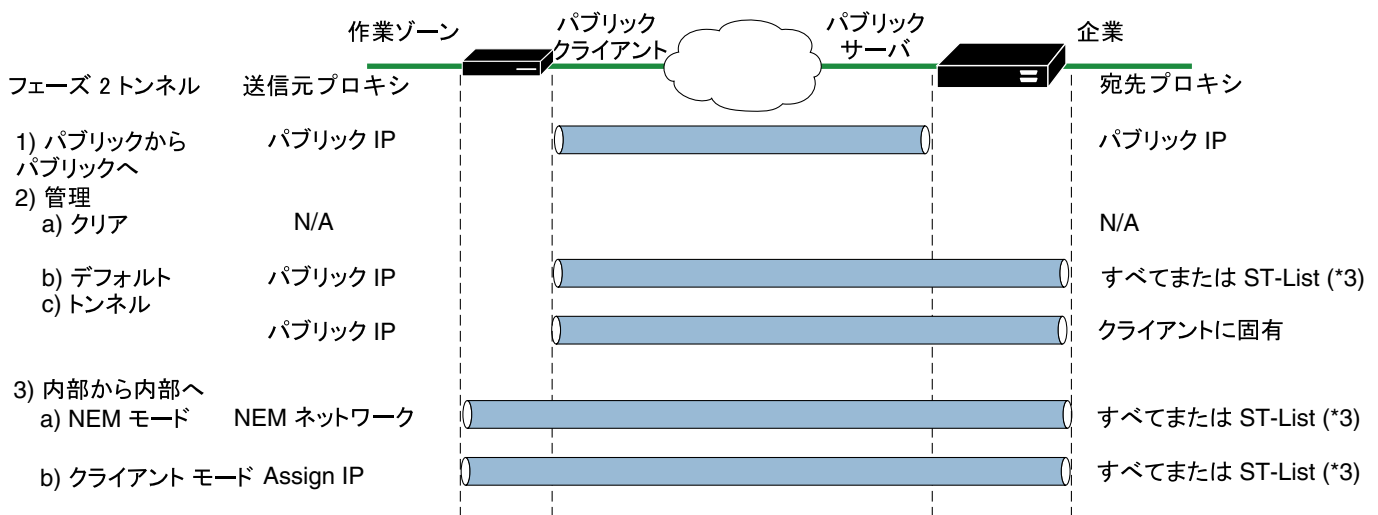 作業ゾーン
パブリック
クライアント
パブリック
サーバ
企業
フェーズ 2 トンネル 送信元プロキシ 宛先プロキシ
1) パブリックから パブリック IP パブリック IP
パブリックへ
2) 管理
a) クリア N/A N/A
b) デフォルト パブリック IP すべてまたは ST-List (*3)
c) トンネル
パブリック IP クライアントに固有
3) 内部から内部へ
a) NEM モード NEM ネットワーク すべてまたは ST-List (*3)
b) クライアント モード Assign IP すべてまたは ST-List (*3)